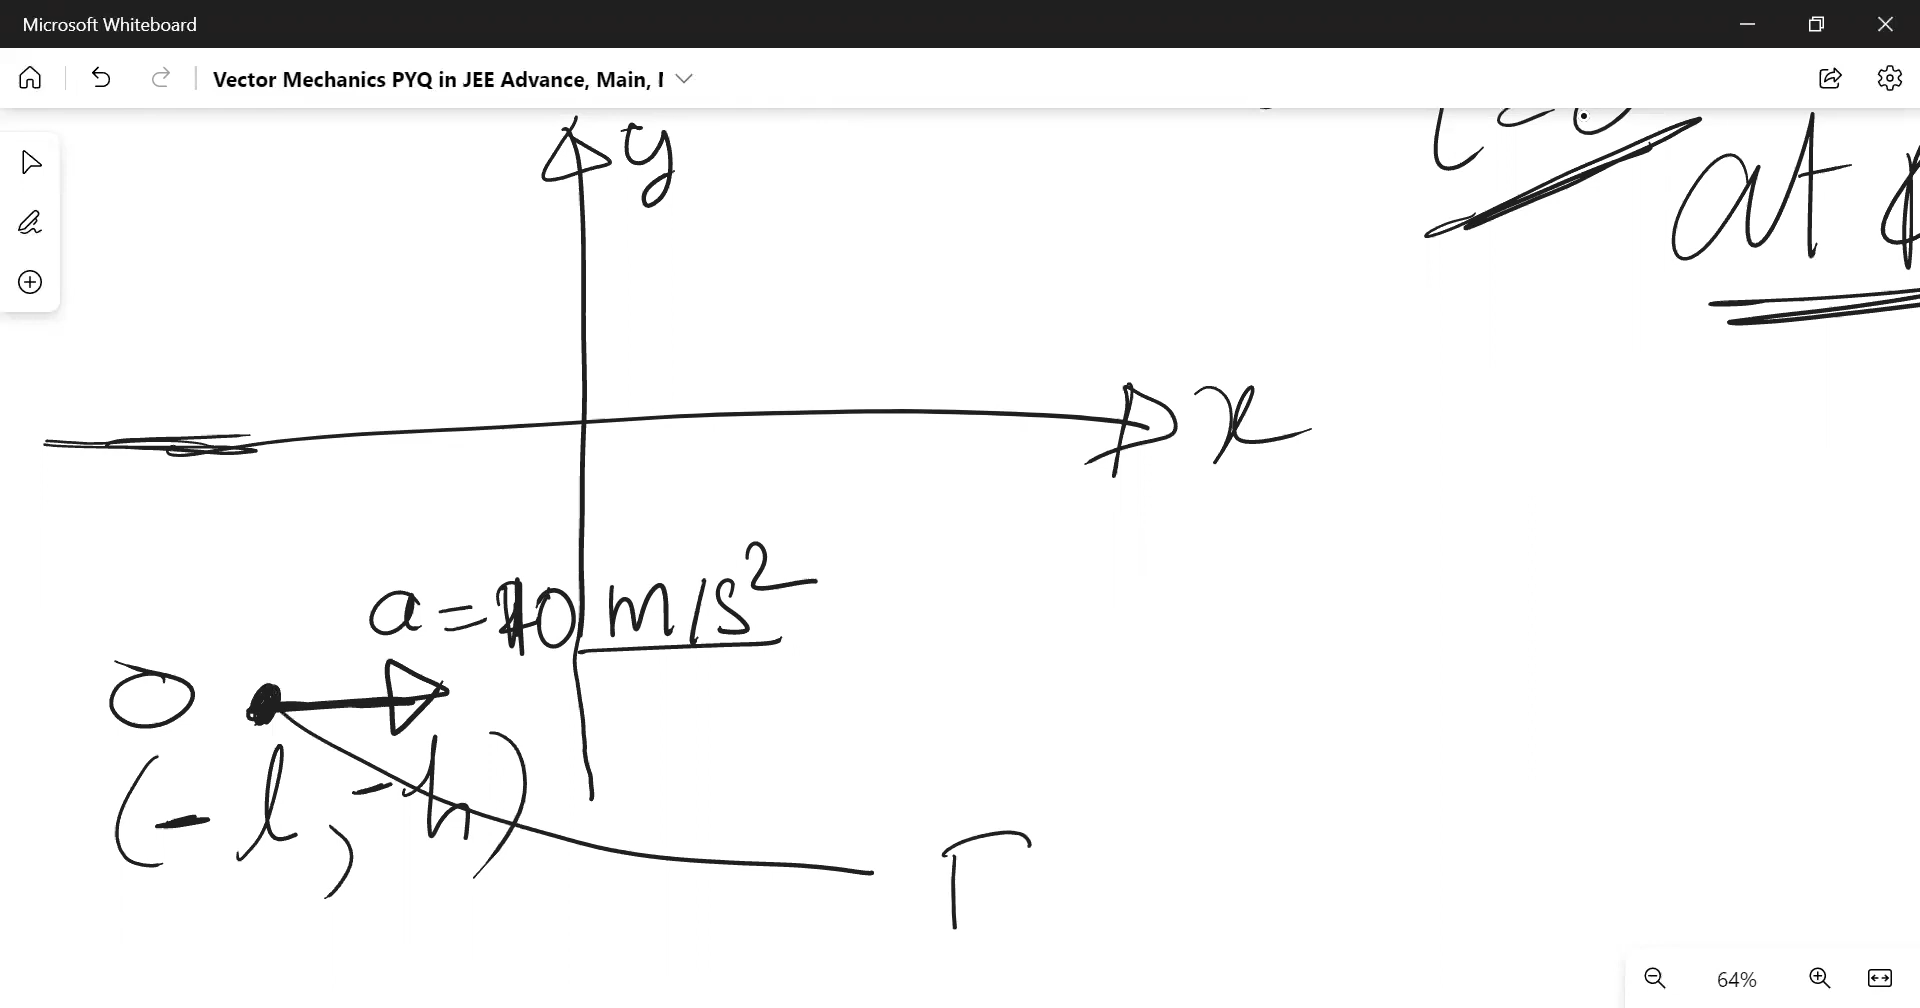 Microsoft Whiteboard
Vector Mechanics PYQ in JEE Advance, Main, I
y
at
x
a = 10 m/s²
O
(-l, -h)
64%